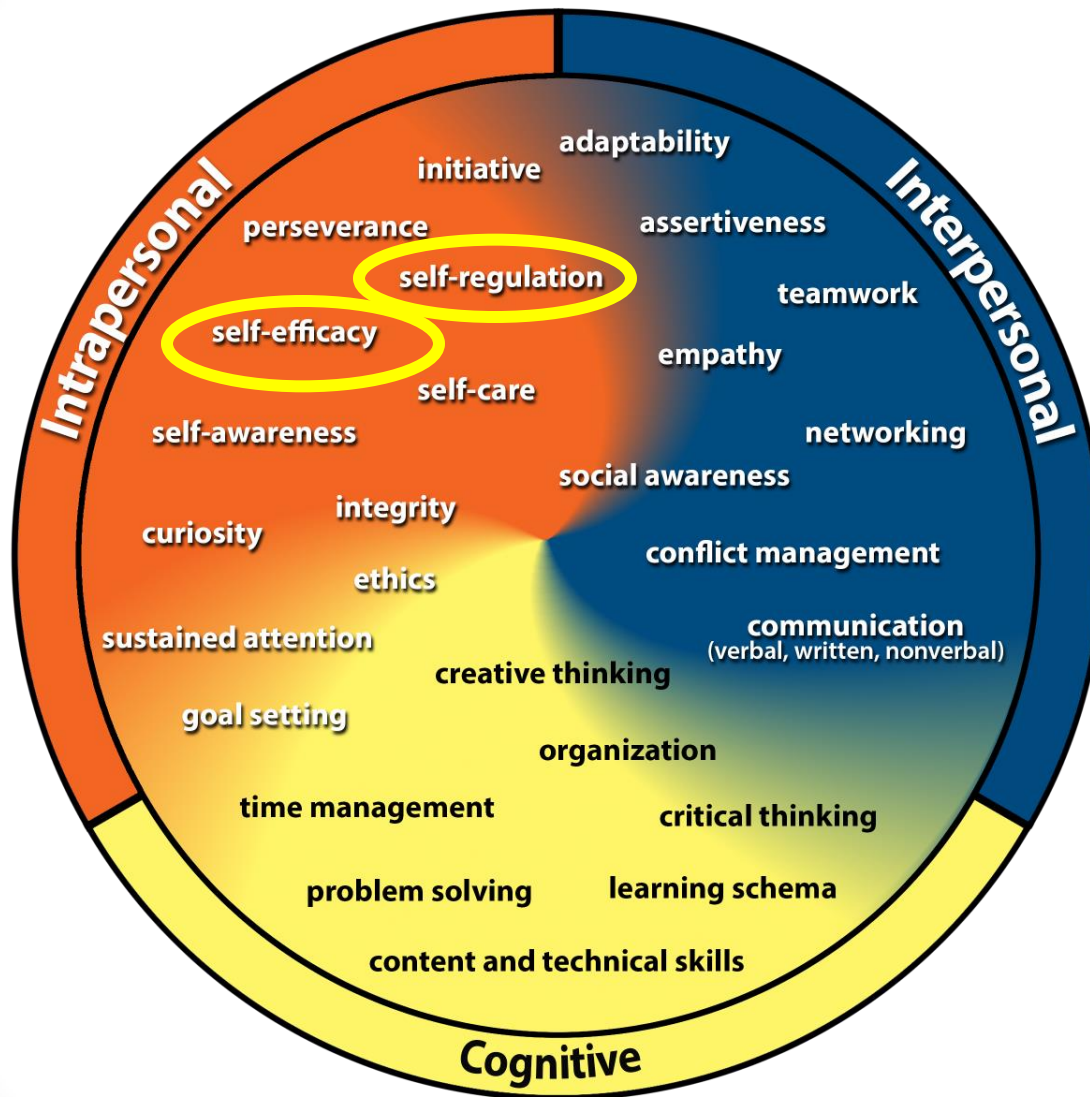 Intrapersonal
Interpersonal
adaptability
initiative
perseverance
assertiveness
self-regulation
teamwork
self-efficacy
empathy
self-care
self-awareness
networking
social awareness
integrity
curiosity
conflict management
ethics
sustained attention
communication
(verbal, written, nonverbal)
creative thinking
goal setting
organization
time management
critical thinking
problem solving
learning schema
content and technical skills
Cognitive